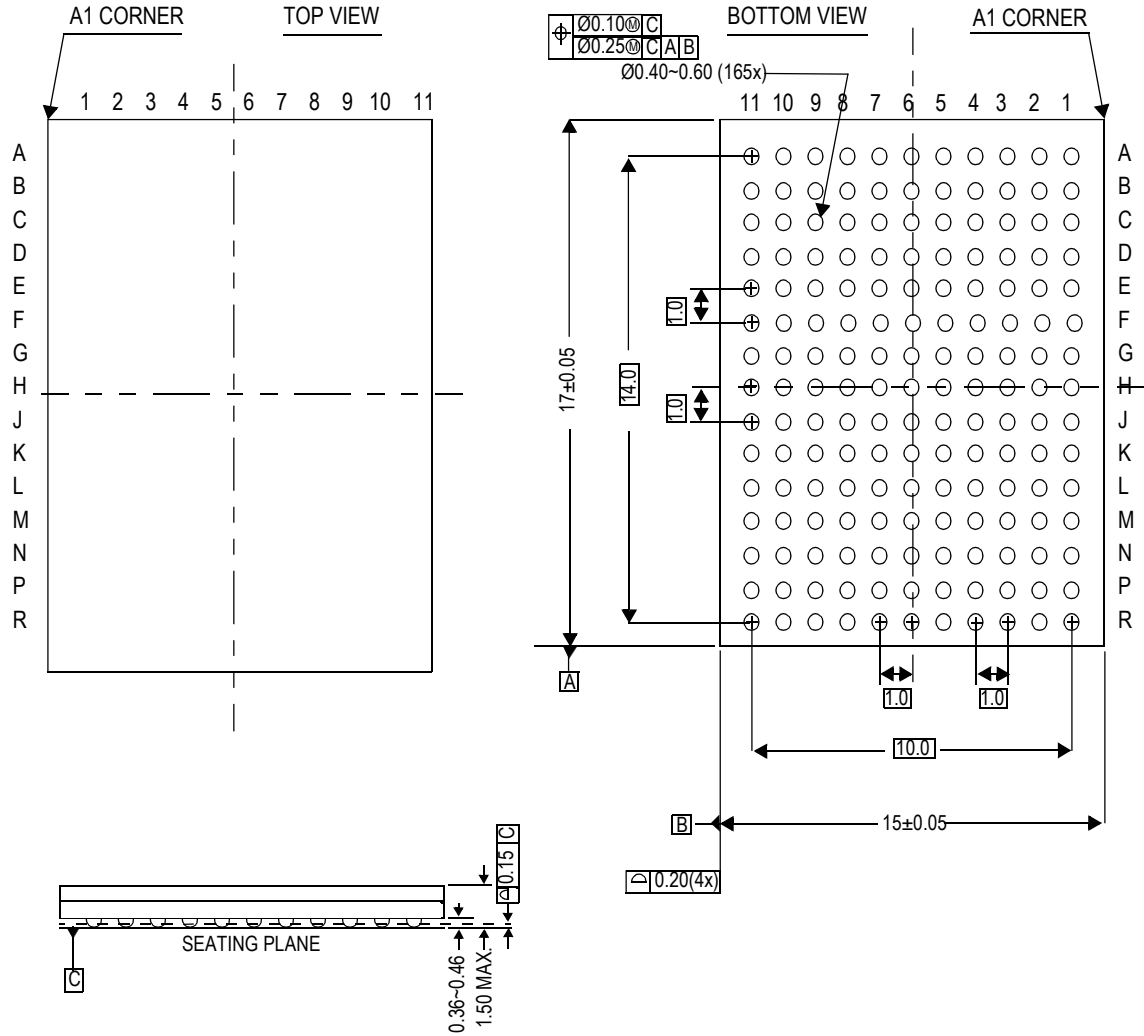 A1 CORNER
TOP VIEW
1 2 3 4 5 6 7 8 9 10 11
A
B
C
D
E
F
G
H
J
K
L
M
N
P
R
Ø0.10Ⓜ C
Ø0.25Ⓜ C A B
Ø0.40~0.60 (165x)
BOTTOM VIEW
A1 CORNER
11 10 9 8 7 6 5 4 3 2 1
A
B
C
D
E
F
G
H
J
K
L
M
N
P
R
17±0.05
14.0
1.0
1.0
A
1.0
1.0
10.0
B
15±0.05
0.20(4x)
0.15 C
SEATING PLANE
C
0.36~0.46
1.50 MAX.